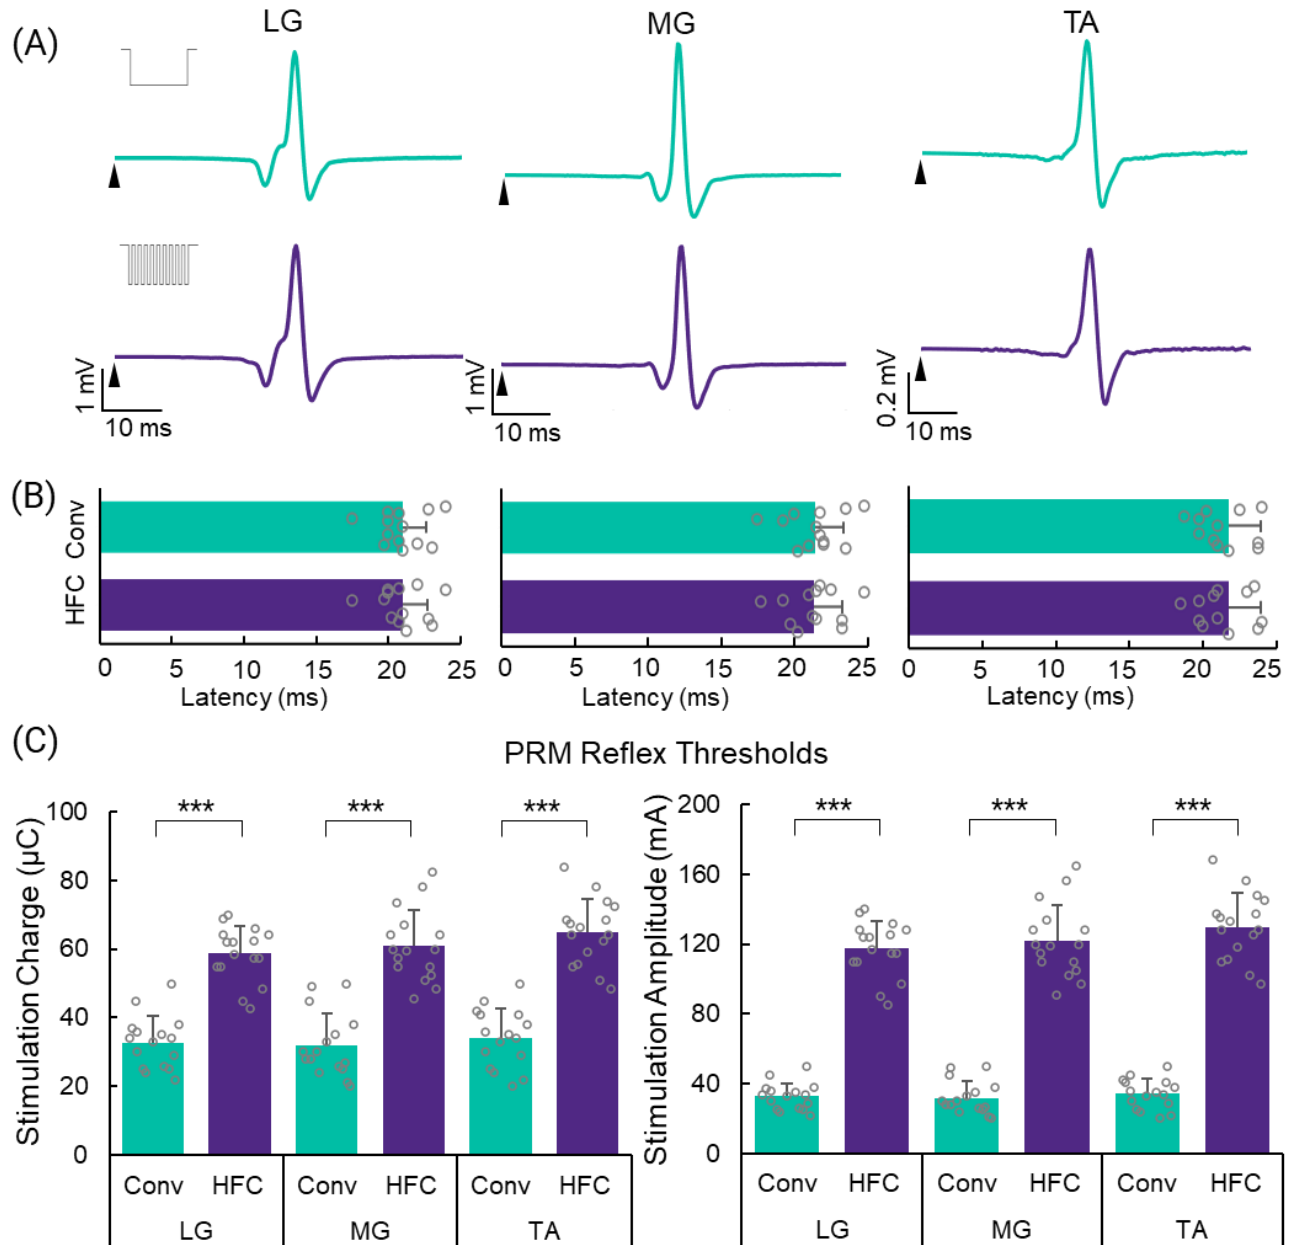 (A)
LG MG TA
1 mV 1 mV 0.2 mV
10 ms 10 ms 10 ms
(B)
Conv
HFC
0 5 10 15 20 25 0 5 10 15 20 25 0 5 10 15 20 25
Latency (ms) Latency (ms) Latency (ms)
(C)
PRM Reflex Thresholds
Stimulation Charge (µC)
100
80
60
40
20
0
*** *** ***
Conv HFC Conv HFC Conv HFC
LG MG TA
Stimulation Amplitude (mA)
200
160
120
80
40
0
*** *** ***
Conv HFC Conv HFC Conv HFC
LG MG TA